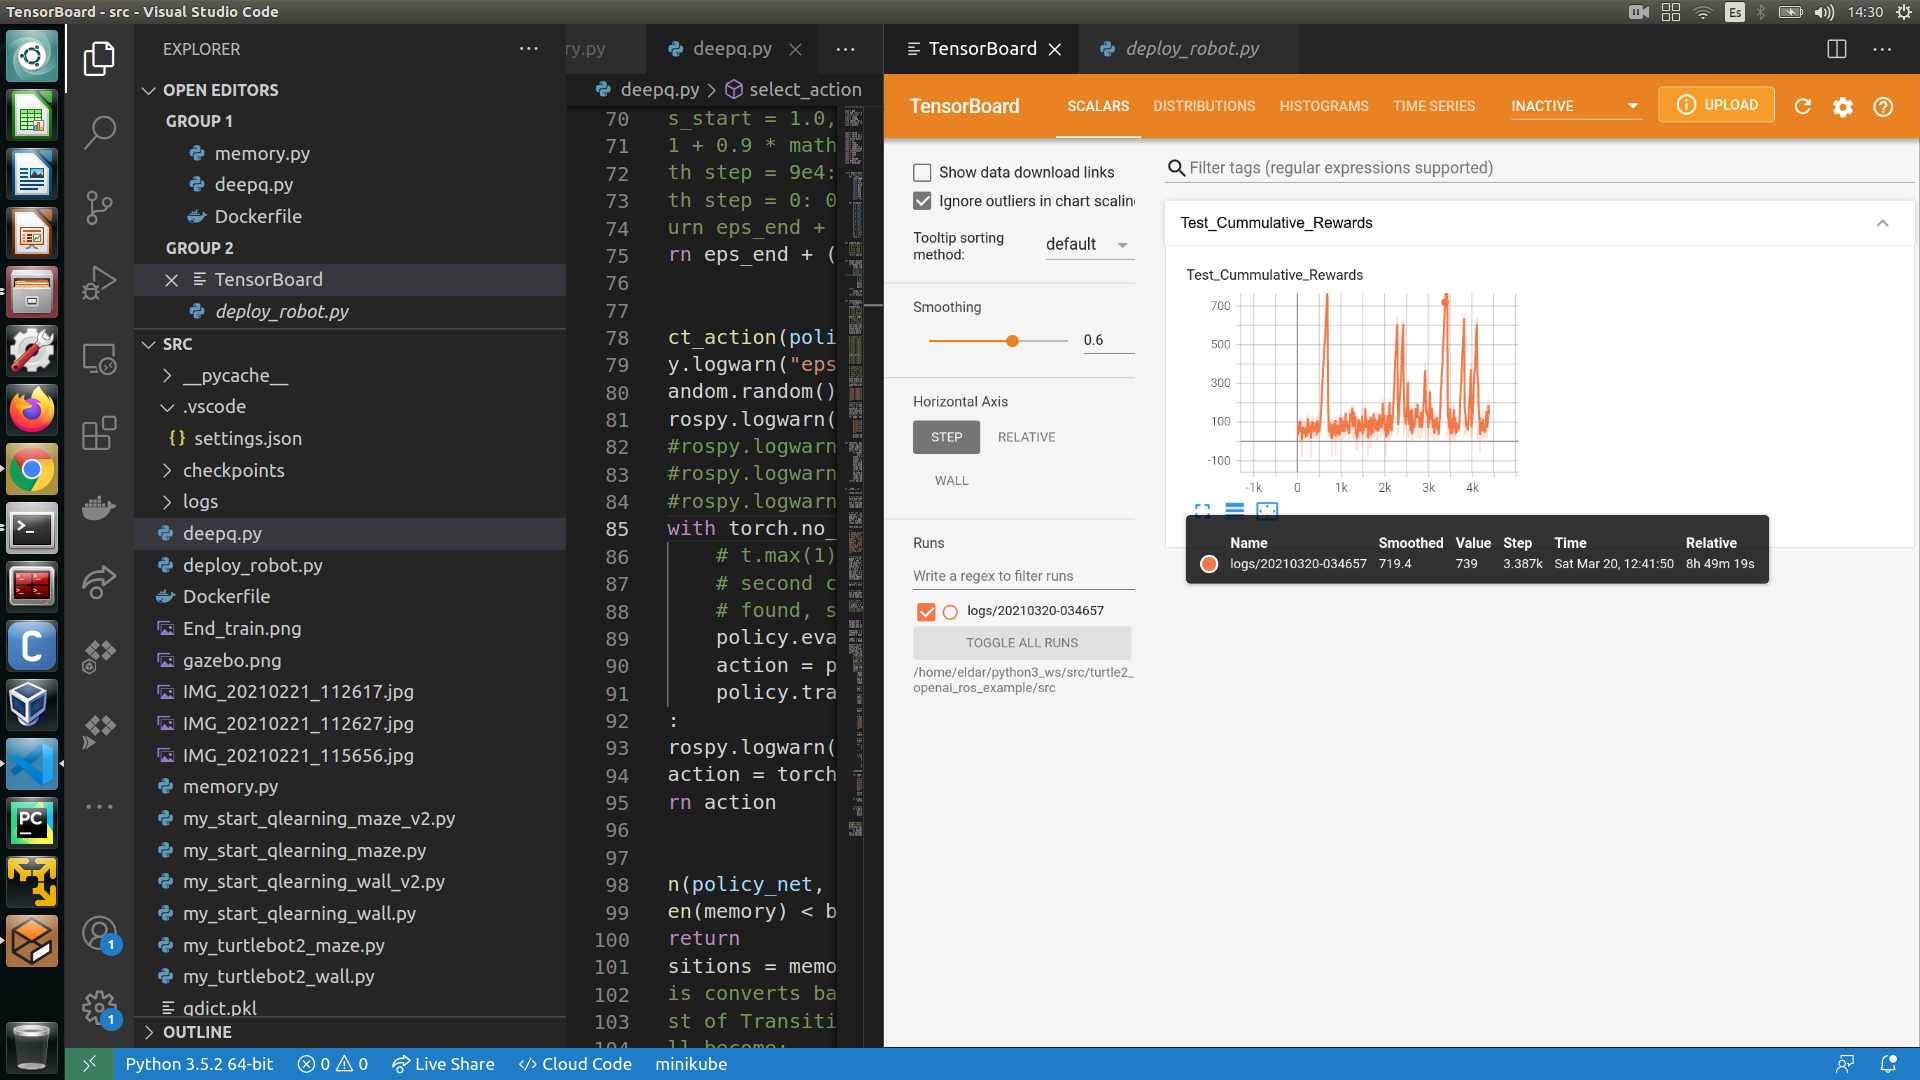 TensorBoard - src - Visual Studio Code
Es
14:30
EXPLORER
OPEN EDITORS
GROUP 1
memory.py
deepq.py
Dockerfile
GROUP 2
TensorBoard
deploy_robot.py
SRC
__pycache__
.vscode
settings.json
checkpoints
logs
deepq.py
deploy_robot.py
Dockerfile
End_train.png
gazebo.png
IMG_20210221_112617.jpg
IMG_20210221_112627.jpg
IMG_20210221_115656.jpg
memory.py
my_start_qlearning_maze_v2.py
my_start_qlearning_maze.py
my_start_qlearning_wall_v2.py
my_start_qlearning_wall.py
my_turtlebot2_maze.py
my_turtlebot2_wall.py
qdict.pkl
OUTLINE
1
1
PC
ry.py
deepq.py
deepq.py > select_action
70 s_start = 1.0,
71 1 + 0.9 * math
72 th step = 9e4:
73 th step = 0: 0
74 urn eps_end +
75 rn eps_end + (
76
77
78 ct_action(poli
79 y.logwarn("eps
80 andom.random()
81 rospy.logwarn(
82 #rospy.logwarn
83 #rospy.logwarn
84 #rospy.logwarn
85 with torch.no_
86 # t.max(1)
87 # second c
88 # found, s
89 policy.eva
90 action = p
91 policy.tra
92 :
93 rospy.logwarn(
94 action = torch
95 rn action
96
97
98 n(policy_net,
99 en(memory) < b
100 return
101 sitions = memo
102 is converts ba
103 st of Transiti
104 ll become:
TensorBoard
deploy_robot.py
TensorBoard
SCALARS
DISTRIBUTIONS
HISTOGRAMS
TIME SERIES
INACTIVE
UPLOAD
Show data download links
Ignore outliers in chart scalin
Tooltip sorting
method:
default
Smoothing
0.6
Horizontal Axis
STEP
RELATIVE
WALL
Runs
Write a regex to filter runs
logs/20210320-034657
TOGGLE ALL RUNS
/home/eldar/python3_ws/src/turtle2_
openai_ros_example/src
Filter tags (regular expressions supported)
Test_Cummulative_Rewards
Test_Cummulative_Rewards
700
500
300
100
-100
-1k 0 1k 2k 3k 4k
Name Smoothed Value Step Time Relative
logs/20210320-034657 719.4 739 3.387k Sat Mar 20, 12:41:50 8h 49m 19s
Python 3.5.2 64-bit
0
0
Live Share
Cloud Code
minikube